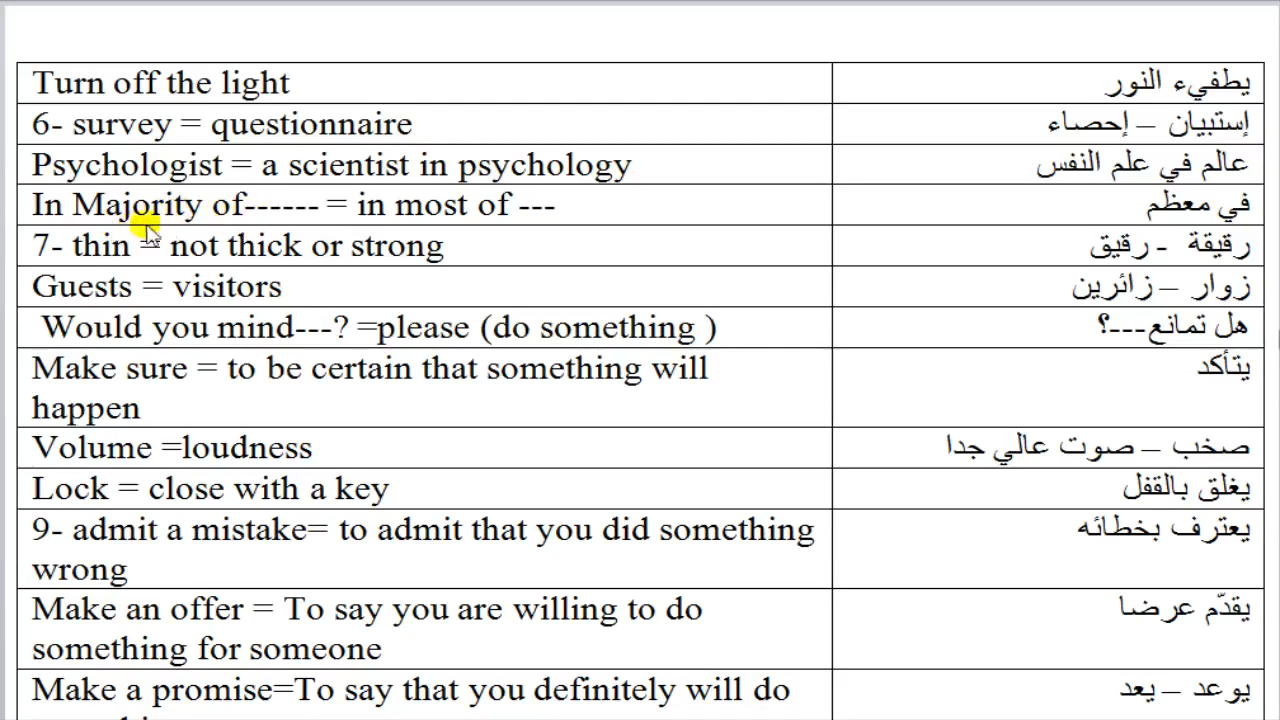 Turn off the light يطفيء النور
6- survey = questionnaire إستبيان – إحصاء
Psychologist = a scientist in psychology عالم في علم النفس
In Majority of------ = in most of --- في معظم
7- thin = not thick or strong رقيقة - رقيق
Guests = visitors زوار – زائرين
Would you mind---? =please (do something ) هل تمانع---؟
Make sure = to be certain that something will يتأكد
happen
Volume =loudness صخب – صوت عالي جدا
Lock = close with a key يغلق بالقفل
9- admit a mistake= to admit that you did something يعترف بخطائه
wrong
Make an offer = To say you are willing to do يقدّم عرضا
something for someone
Make a promise=To say that you definitely will do يوعد – يعد